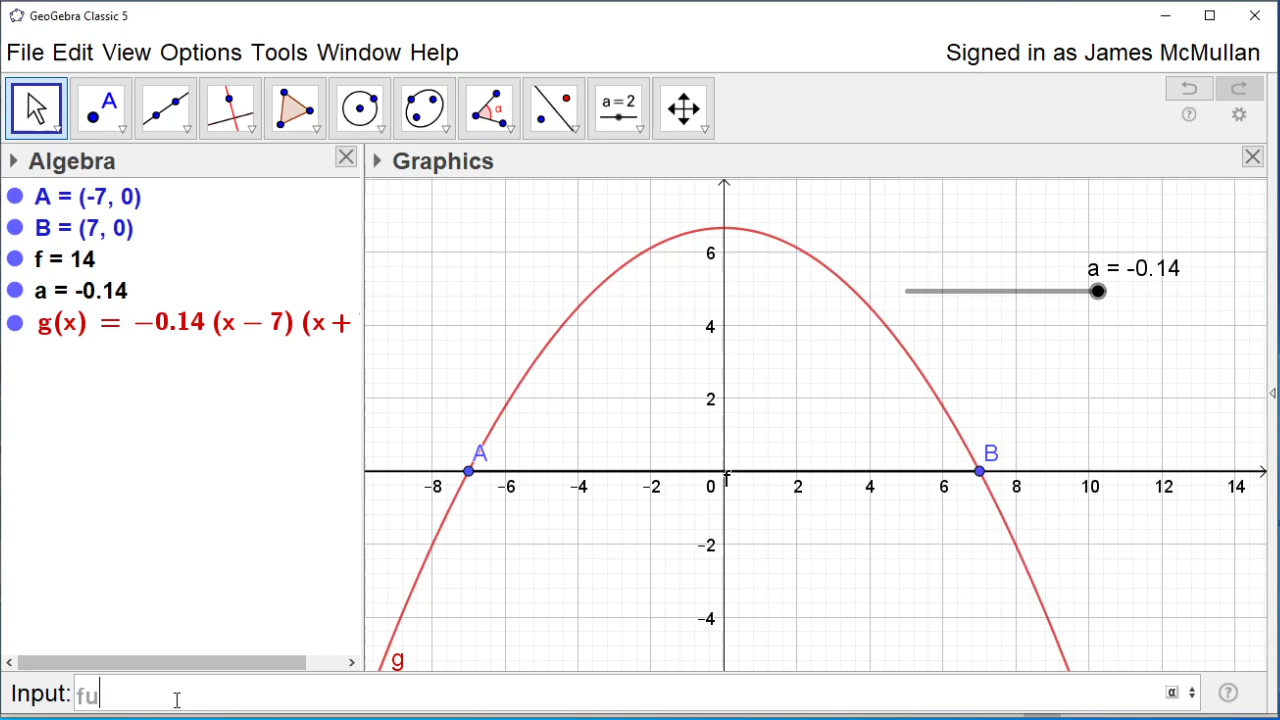 GeoGebra Classic 5
File Edit View Options Tools Window Help
Signed in as James McMullan
A
α
a=2
Algebra
Graphics
A = (-7, 0)
B = (7, 0)
f = 14
a = -0.14
g(x) = −0.14 (x − 7) (x +
a = -0.14
6
4
2
A
B
f
−8 −6 −4 −2 0 2 4 6 8 10 12 14
−2
−4
g
Input: fu
α